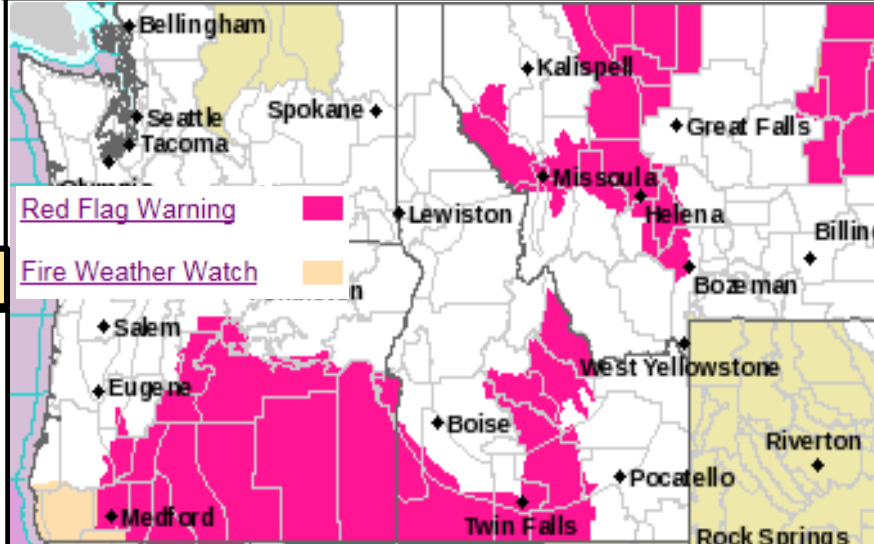 Bellingham
Kalispell
Seattle
Spokane
Great Falls
Tacoma
Missoula
Red Flag Warning
Lewiston
Helena
Fire Weather Watch
Bozeman
Salem
West Yellowstone
Eugene
Boise
Riverton
Pocatello
Medford
Twin Falls
Rock Springs